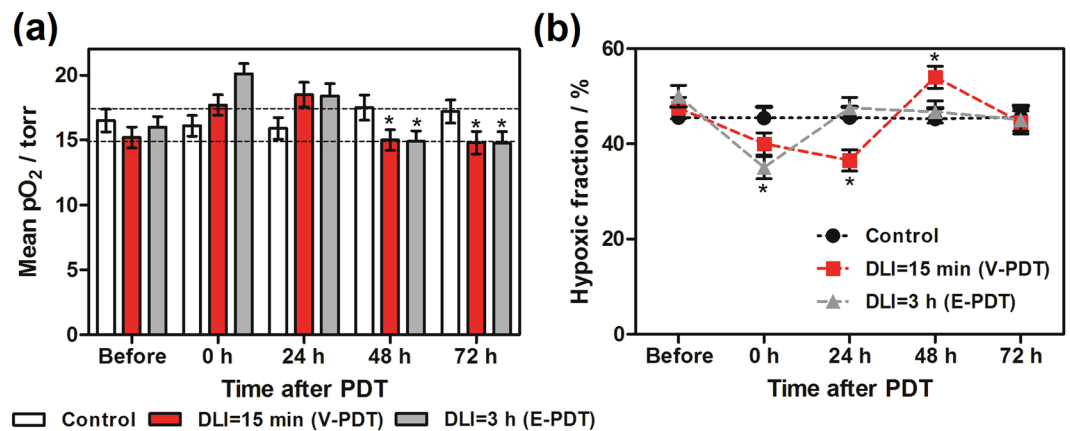 (a)
Mean pO2 / torr
20
15
10
5
0
* * * *
Before 0 h 24 h 48 h 72 h
Time after PDT
Control DLI=15 min (V-PDT) DLI=3 h (E-PDT)
(b)
Hypoxic fraction / %
60
40
20
0
*
* *
Control
DLI=15 min (V-PDT)
DLI=3 h (E-PDT)
Before 0 h 24 h 48 h 72 h
Time after PDT